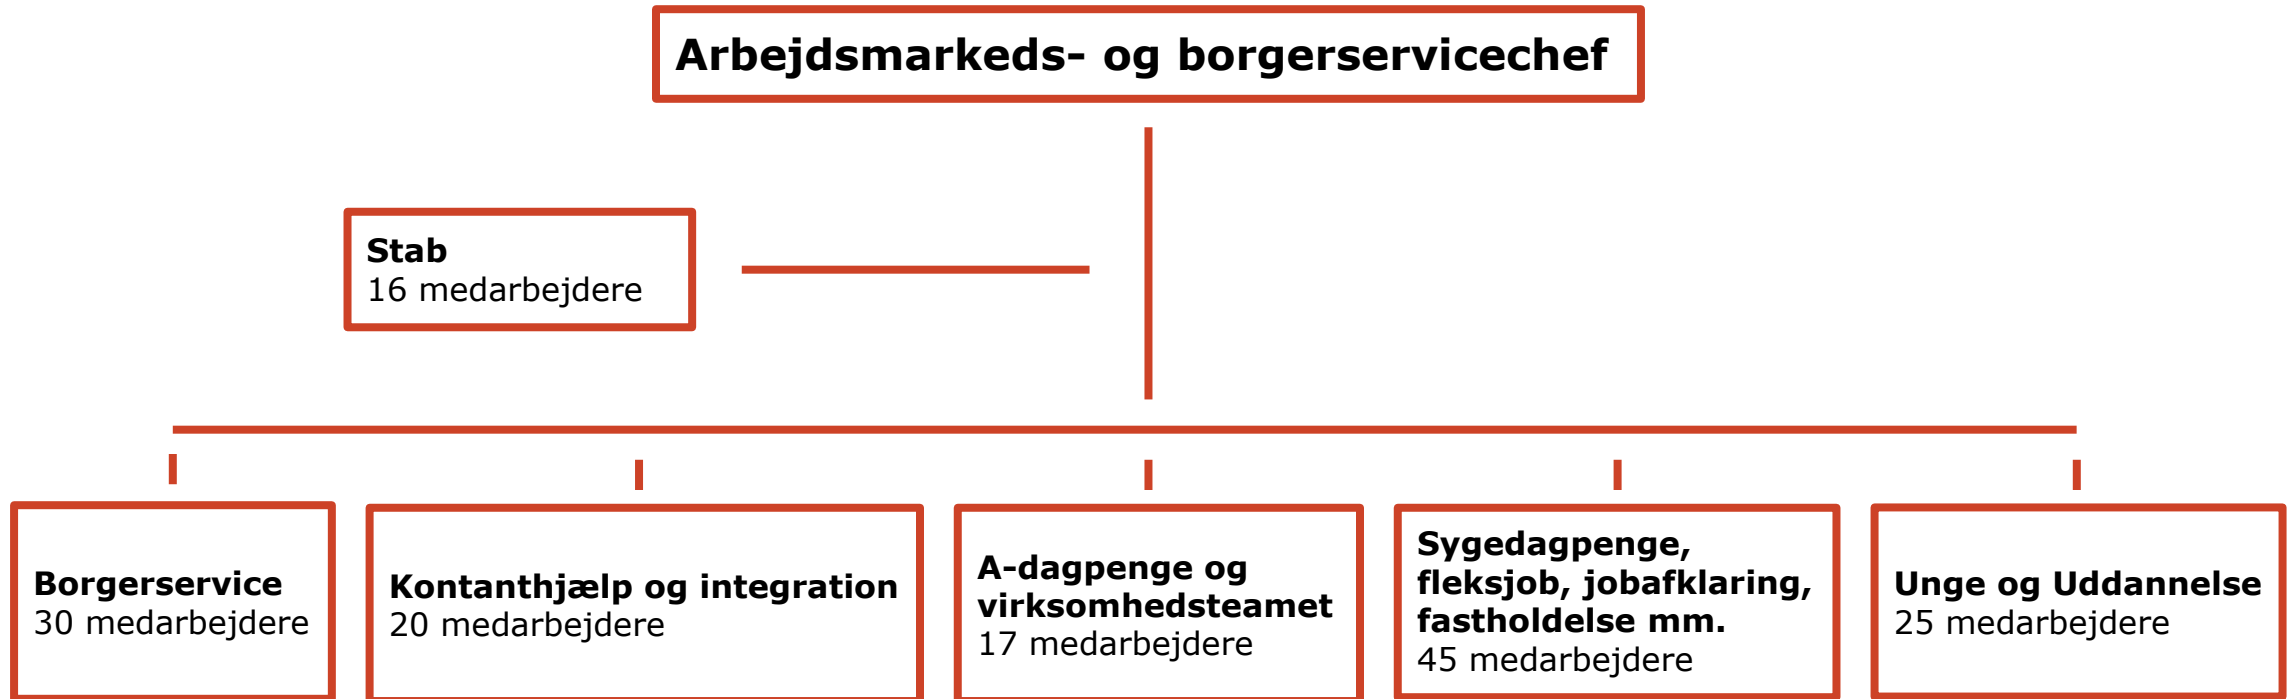 Arbejdsmarkeds- og borgerservicechef
Stab
16 medarbejdere
Borgerservice
30 medarbejdere
Kontanthjælp og integration
20 medarbejdere
A-dagpenge og
virksomhedsteamet
17 medarbejdere
Sygedagpenge,
fleksjob, jobafklaring,
fastholdelse mm.
45 medarbejdere
Unge og Uddannelse
25 medarbejdere